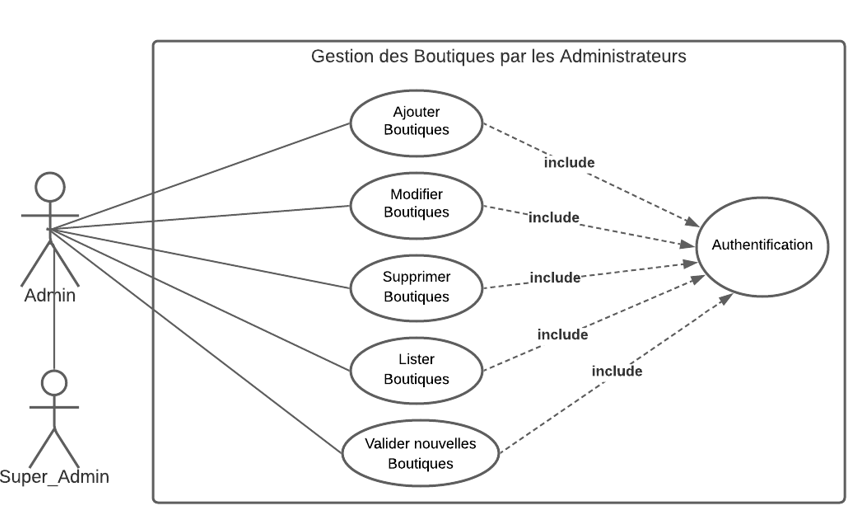 Gestion des Boutiques par les Administrateurs
Ajouter
Boutiques
include
Modifier
Boutiques
include
Authentification
Supprimer
Boutiques
include
Admin
Lister
Boutiques
include
include
Valider nouvelles
Boutiques
Super_Admin